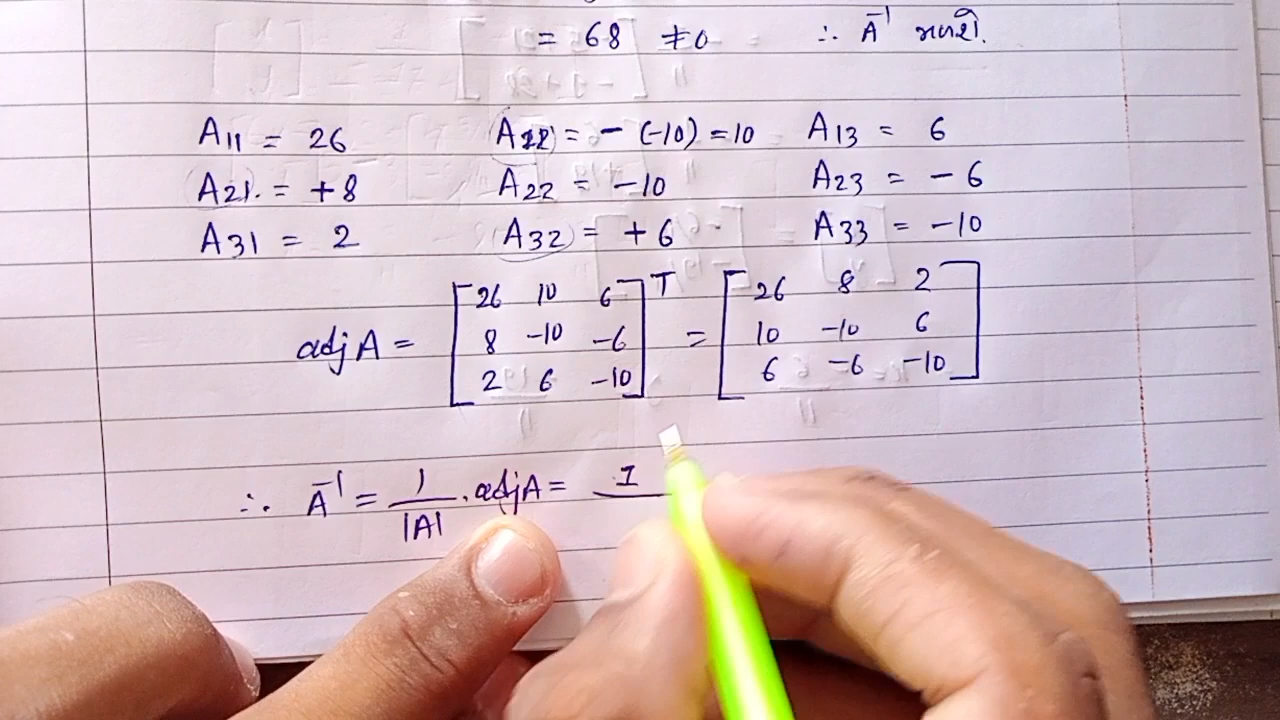 = 68 ≠0 ∴ A⁻¹ મળશે.
A11 = 26 A12 = - (-10) = 10 A13 = 6
A21 = +8 A22 = -10 A23 = -6
A31 = 2 A32 = +6 A33 = -10
adjA = [26 10 6]T = [26 8 2]
[8 -10 -6] [10 -10 6]
[2 6 -10] [6 -6 -10]
∴ A⁻¹ = 1/|A| . adjA = 1